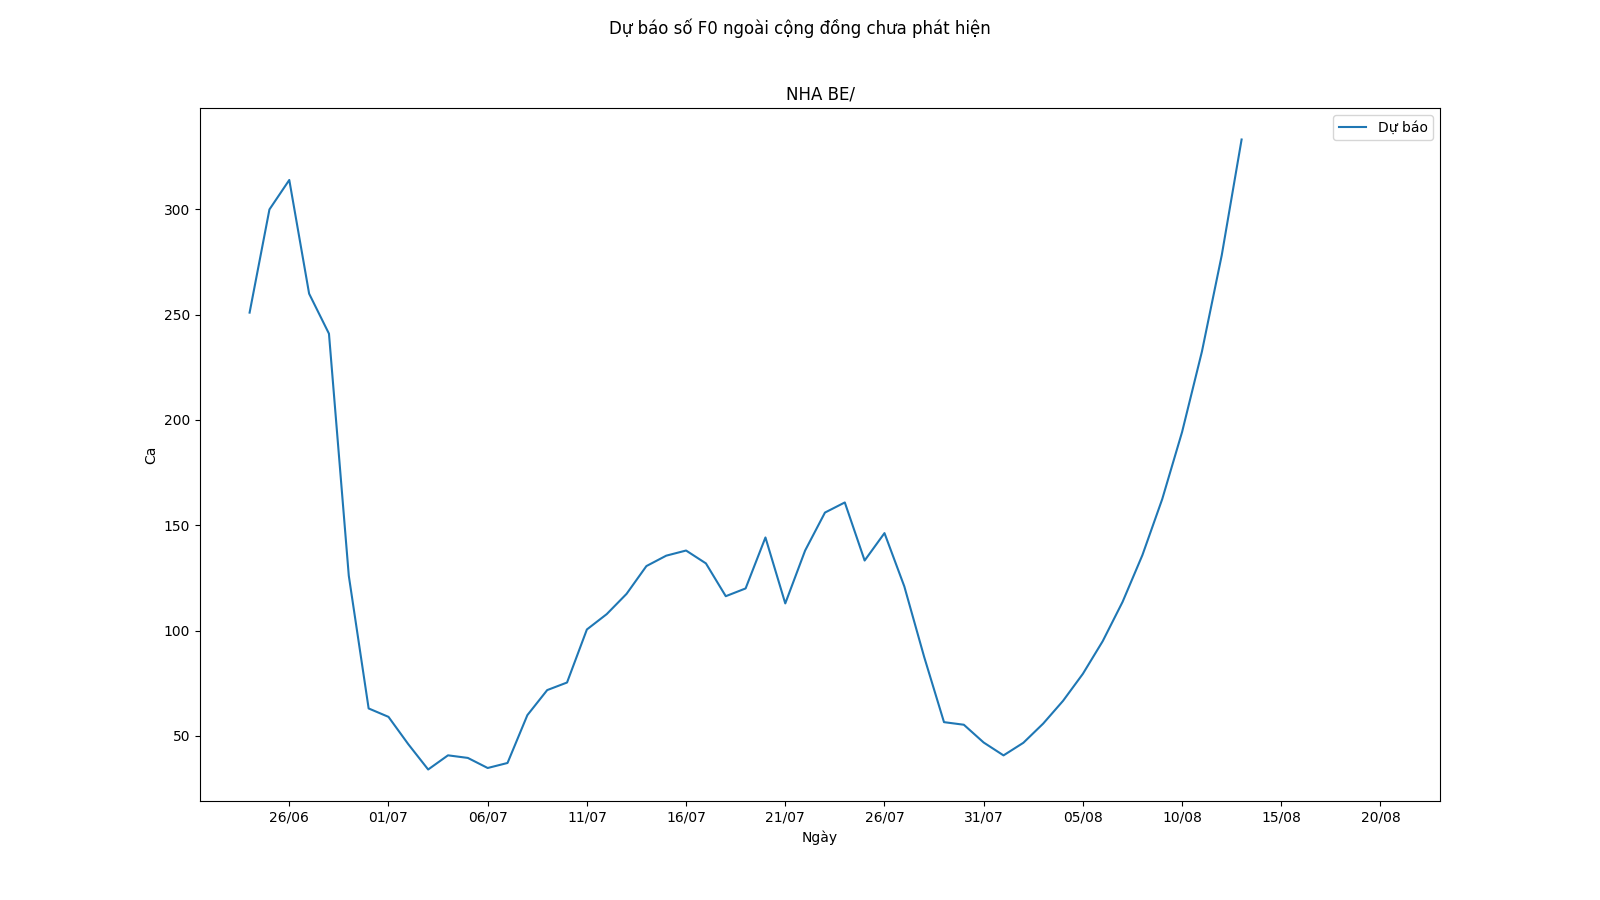 Dự báo số F0 ngoài cộng đồng chưa phát hiện
NHA BE/
Dự báo
300
250
200
150
100
50
Ca
26/06 01/07 06/07 11/07 16/07 21/07 26/07 31/07 05/08 10/08 15/08 20/08
Ngày